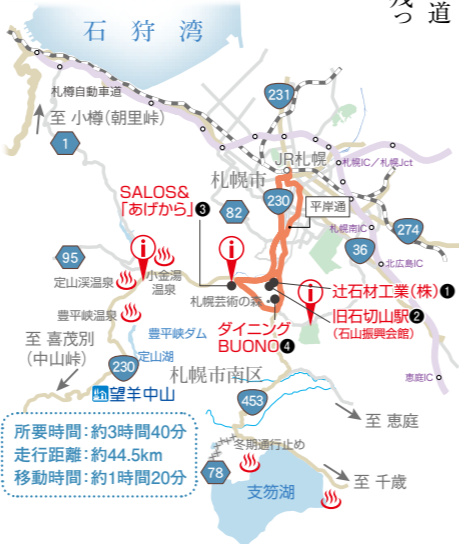 道
残っ
石狩湾
札樽自動車道
至 小樽(朝里峠)
1
231
JR札幌
札幌市
札幌IC/札幌Jct
SALOS&
「あげから」❸
82
230
平岸通
札幌南IC
274
36
北広島IC
95
小金湯
温泉
定山渓温泉
札幌芸術の森
辻石材工業(株)❶
旧石切山駅❷
(石山振興会館)
豊平峡温泉
豊平峡ダム
ダイニング
BUONO❹
至 喜茂別
(中山峠)
定山湖
230
札幌市南区
恵庭IC
望羊中山
453
至 恵庭
所要時間:約3時間40分
走行距離:約44.5km
移動時間:約1時間20分
冬期通行止め
78
至 千歳
支笏湖